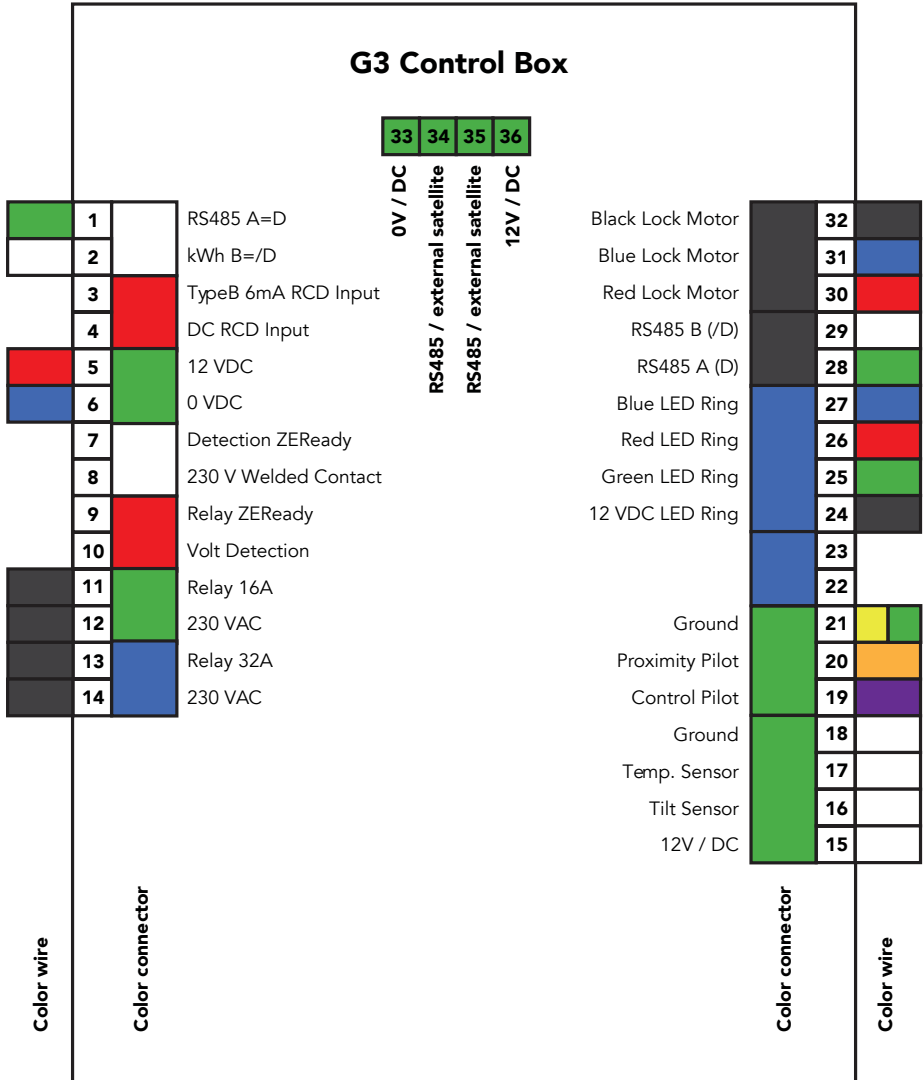 G3 Control Box
33 34 35 36
0V / DC
RS485 / external satellite
RS485 / external satellite
12V / DC
1 RS485 A=D
2 kWh B=/D
3 TypeB 6mA RCD Input
4 DC RCD Input
5 12 VDC
6 0 VDC
7 Detection ZEReady
8 230 V Welded Contact
9 Relay ZEReady
10 Volt Detection
11 Relay 16A
12 230 VAC
13 Relay 32A
14 230 VAC
Black Lock Motor 32
Blue Lock Motor 31
Red Lock Motor 30
RS485 B (/D) 29
RS485 A (D) 28
Blue LED Ring 27
Red LED Ring 26
Green LED Ring 25
12 VDC LED Ring 24
23
22
Ground 21
Proximity Pilot 20
Control Pilot 19
Ground 18
Temp. Sensor 17
Tilt Sensor 16
12V / DC 15
Color wire
Color connector
Color connector
Color wire